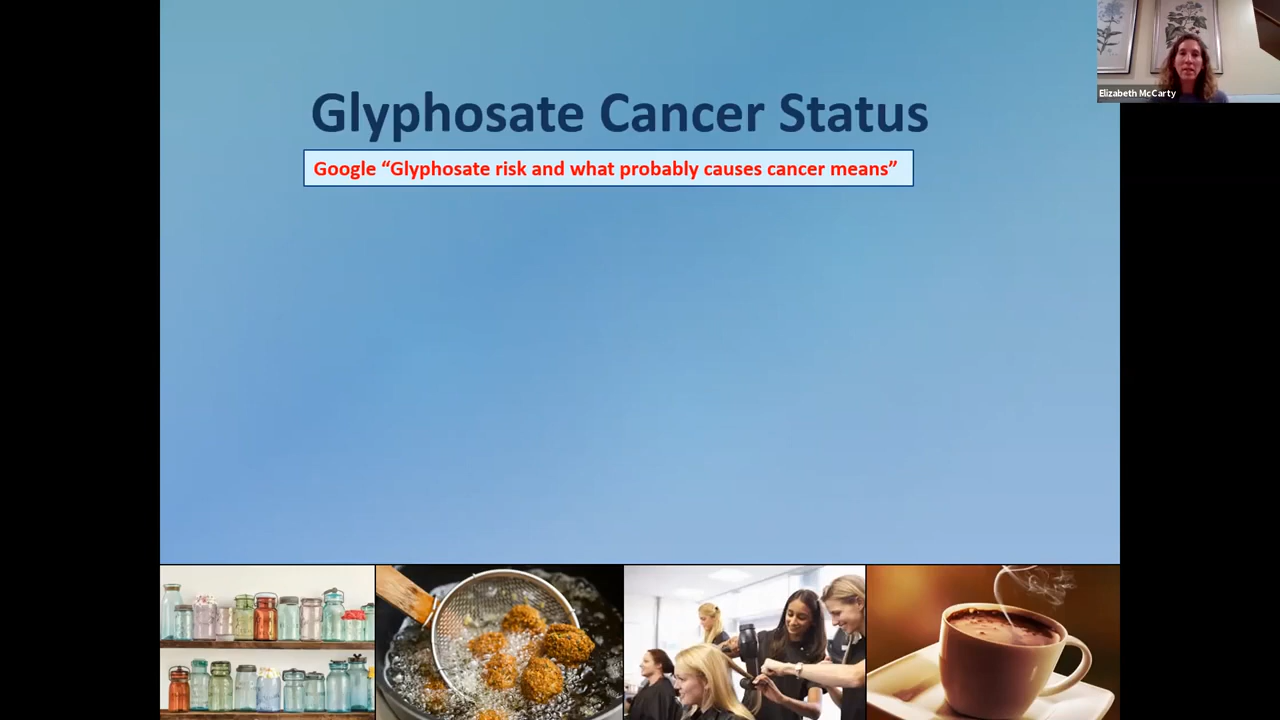 Glyphosate Cancer Status
Google “Glyphosate risk and what probably causes cancer means”
Elizabeth McCarty